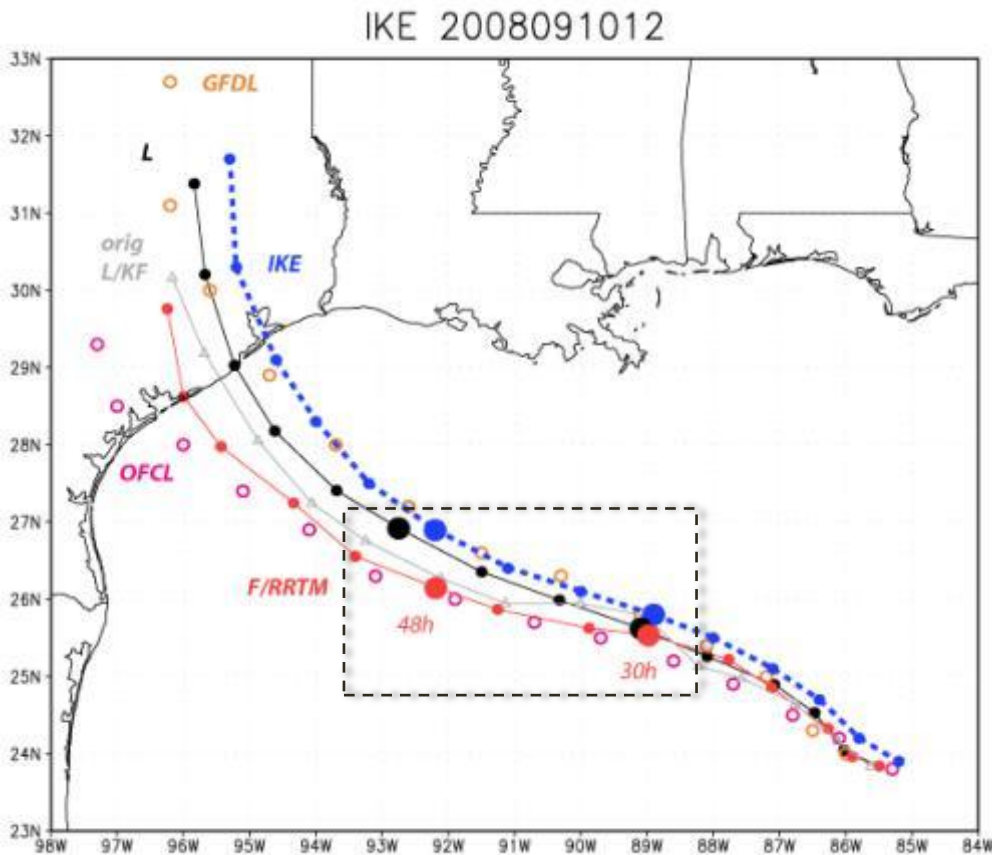 IKE 2008091012
33N
GFDL
32N
L
31N
orig
L/KF
IKE
30N
29N
28N
OFCL
27N
F/RRTM
26N
48h
30h
25N
24N
23N
98W 97W 96W 95W 94W 93W 92W 91W 90W 89W 88W 87W 86W 85W 84W